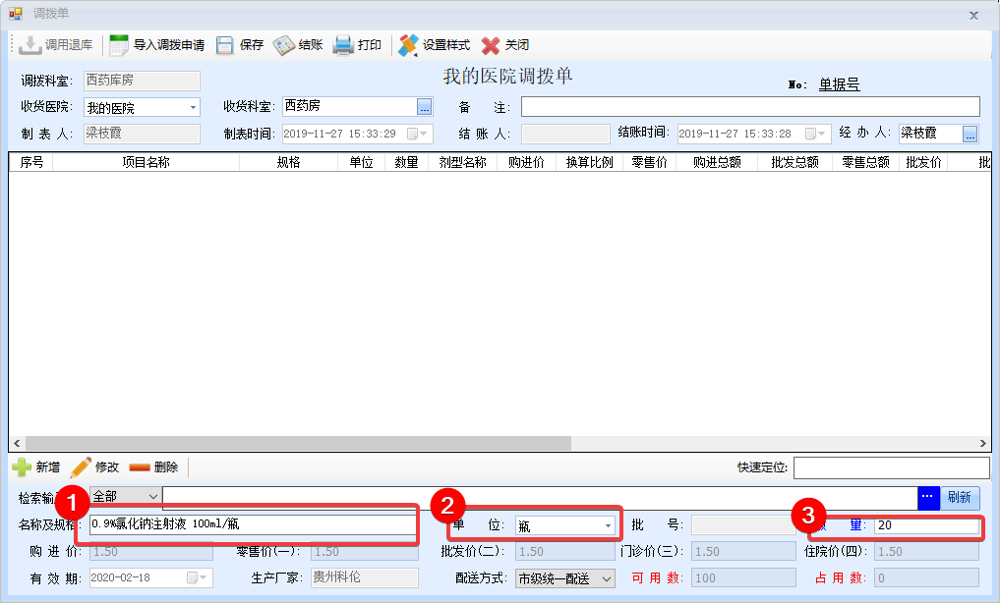 调拨单
调用退库 导入调拨申请 保存 结账 打印 设置样式 关闭
调拨科室: 西药库房 我的医院调拨单 No: 单据号
收货医院: 我的医院 收货科室: 西药房 ... 备 注:
制 表 人: 梁枝霞 制表时间: 2019-11-27 15:33:29 结 账 人: 结账时间: 2019-11-27 15:33:28 经 办 人: 梁枝霞 ...
序号 项目名称 规格 单位 数量 剂型名称 购进价 换算比例 零售价 购进总额 批发总额 零售总额 批发价 批
新增 修改 删除 快速定位:
检索输 全部 ... 刷新
1 2 3
名称及规格: 0.9%氯化钠注射液 100ml/瓶 单 位: 瓶 批 号: 量: 20
购 进 价: 1.50 零售价(一): 1.50 批发价(二): 1.50 门诊价(三): 1.50 住院价(四): 1.50
有 效 期: 2020-02-18 生产厂家: 贵州科伦 配送方式: 市级统一配送 可 用 数: 100 占 用 数: 0